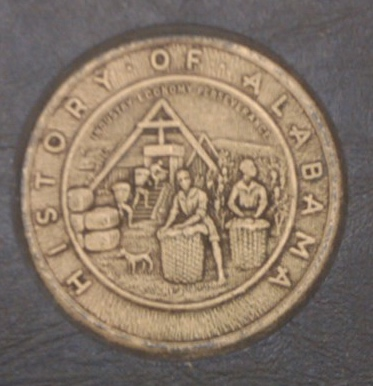 HISTORY · OF · ALABAMA
INDUSTRY · ECONOMY · PERSEVERANCE